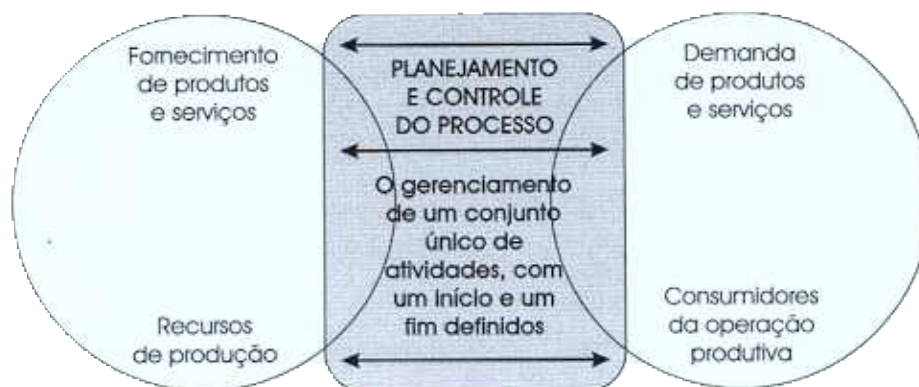 Fornecimento
de produtos
e serviços
Recursos
de produção
PLANEJAMENTO
E CONTROLE
DO PROCESSO
O gerenciamento
de um conjunto
único de
atividades, com
um início e um
fim definidos
Demanda
de produtos
e serviços
Consumidores
da operação
produtiva